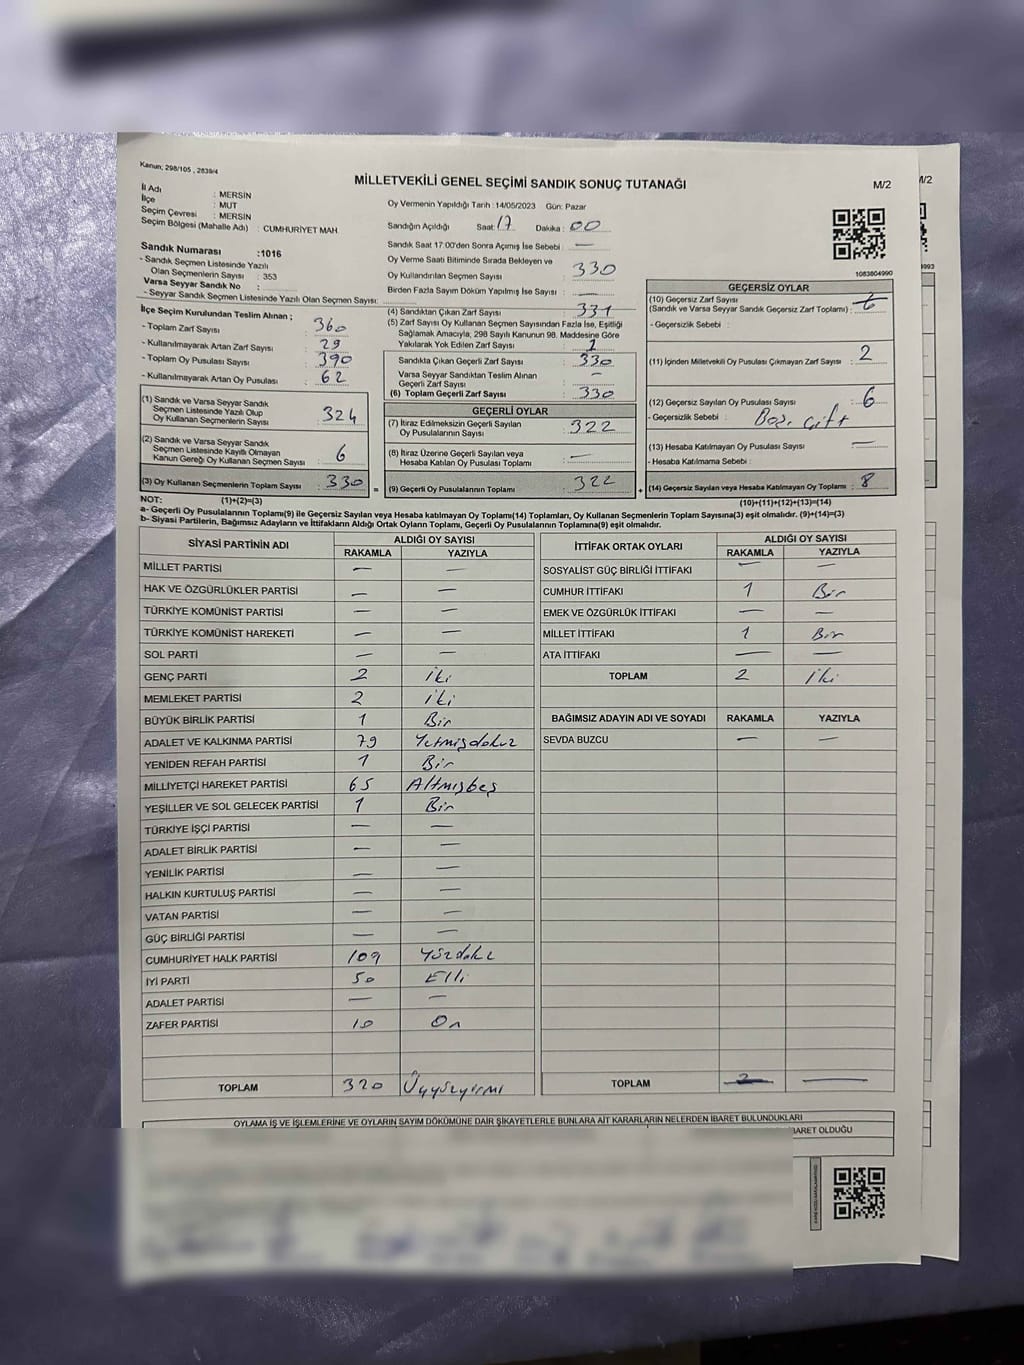 Kanun; 298/105 , 2839/4
MİLLETVEKİLİ GENEL SEÇİMİ SANDIK SONUÇ TUTANAĞI
M/2
M/2
İl Adı : MERSİN
İlçe : MUT
Seçim Çevresi : MERSİN
Seçim Bölgesi (Mahalle Adı) : CUMHURİYET MAH.
Oy Vermenin Yapıldığı Tarih : 14/05/2023 Gün: Pazar
Sandığın Açıldığı Saat: 17 Dakika : 00
Sandık Saat 17:00'den Sonra Açılmış İse Sebebi : —
Oy Verme Saati Bitiminde Sırada Bekleyen ve
Oy Kullandırılan Seçmen Sayısı : 330
Birden Fazla Sayım Döküm Yapılmış İse Sayısı : —
Sandık Numarası :1016
- Sandık Seçmen Listesinde Yazılı
Olan Seçmenlerin Sayısı : 353
Varsa Seyyar Sandık No :
- Seyyar Sandık Seçmen Listesinde Yazılı Olan Seçmen Sayısı:
1083804990
İlçe Seçim Kurulundan Teslim Alınan ;
- Toplam Zarf Sayısı : 360
- Kullanılmayarak Artan Zarf Sayısı : 29
- Toplam Oy Pusulası Sayısı : 390
- Kullanılmayarak Artan Oy Pusulası : 62
(1) Sandık ve Varsa Seyyar Sandık
Seçmen Listesinde Yazılı Olup
Oy Kullanan Seçmenlerin Sayısı : 324
(2) Sandık ve Varsa Seyyar Sandık
Seçmen Listesinde Kayıtlı Olmayan
Kanun Gereği Oy Kullanan Seçmen Sayısı : 6
(3) Oy Kullanan Seçmenlerin Toplam Sayısı : 330
(4) Sandıktan Çıkan Zarf Sayısı : 331
(5) Zarf Sayısı Oy Kullanan Seçmen Sayısından Fazla İse, Eşitliği
Sağlamak Amacıyla, 298 Sayılı Kanunun 98. Maddesine Göre
Yakılarak Yok Edilen Zarf Sayısı : 1
Sandıkta Çıkan Geçerli Zarf Sayısı : 330
Varsa Seyyar Sandıktan Teslim Alınan
Geçerli Zarf Sayısı : —
(6) Toplam Geçerli Zarf Sayısı : 330
GEÇERLİ OYLAR
(7) İtiraz Edilmeksizin Geçerli Sayılan
Oy Pusulalarının Sayısı : 322
(8) İtiraz Üzerine Geçerli Sayılan veya
Hesaba Katılan Oy Pusulası Toplamı : —
= (9) Geçerli Oy Pusulalarının Toplamı : 322 +
GEÇERSİZ OYLAR
(10) Geçersiz Zarf Sayısı
(Sandık ve Varsa Seyyar Sandık Geçersiz Zarf Toplamı) :
- Geçersizlik Sebebi :
(11) İçinden Milletvekili Oy Pusulası Çıkmayan Zarf Sayısı : 2
(12) Geçersiz Sayılan Oy Pusulası Sayısı : 6
- Geçersizlik Sebebi : Boş, Çift
(13) Hesaba Katılmayan Oy Pusulası Sayısı : —
- Hesaba Katılmama Sebebi :
(14) Geçersiz Sayılan veya Hesaba Katılmayan Oy Toplamı : 8
NOT: (1)+(2)=(3) (10)+(11)+(12)+(13)=(14)
a- Geçerli Oy Pusulalarının Toplamı(9) ile Geçersiz Sayılan veya Hesaba katılmayan Oy Toplamı(14) Toplamları, Oy Kullanan Seçmenlerin Toplam Sayısına(3) eşit olmalıdır. (9)+(14)=(3)
b- Siyasi Partilerin, Bağımsız Adayların ve İttifakların Aldığı Ortak Oyların Toplamı, Geçerli Oy Pusulalarının Toplamına(9) eşit olmalıdır.
SİYASİ PARTİNİN ADI ALDIĞI OY SAYISI
RAKAMLA YAZIYLA
MİLLET PARTİSİ — —
HAK VE ÖZGÜRLÜKLER PARTİSİ — —
TÜRKİYE KOMÜNİST PARTİSİ — —
TÜRKİYE KOMÜNİST HAREKETİ — —
SOL PARTİ — —
GENÇ PARTİ 2 iki
MEMLEKET PARTİSİ 2 iki
BÜYÜK BİRLİK PARTİSİ 1 Bir
ADALET VE KALKINMA PARTİSİ 79 Yetmişdokuz
YENİDEN REFAH PARTİSİ 1 Bir
MİLLİYETÇİ HAREKET PARTİSİ 65 Altmışbeş
YEŞİLLER VE SOL GELECEK PARTİSİ 1 Bir
TÜRKİYE İŞÇİ PARTİSİ — —
ADALET BİRLİK PARTİSİ — —
YENİLİK PARTİSİ — —
HALKIN KURTULUŞ PARTİSİ — —
VATAN PARTİSİ — —
GÜÇ BİRLİĞİ PARTİSİ — —
CUMHURİYET HALK PARTİSİ 109 Yüzdokuz
İYİ PARTİ 50 Elli
ADALET PARTİSİ — —
ZAFER PARTİSİ 10 On
TOPLAM 320 Üçyüzyirmi
İTTİFAK ORTAK OYLARI ALDIĞI OY SAYISI
RAKAMLA YAZIYLA
SOSYALİST GÜÇ BİRLİĞİ İTTİFAKI — —
CUMHUR İTTİFAKI 1 Bir
EMEK VE ÖZGÜRLÜK İTTİFAKI — —
MİLLET İTTİFAKI 1 Bir
ATA İTTİFAKI — —
TOPLAM 2 iki
BAĞIMSIZ ADAYIN ADI VE SOYADI RAKAMLA YAZIYLA
SEVDA BUZCU — —
TOPLAM —
OYLAMA İŞ VE İŞLEMLERİNE VE OYLARIN SAYIM DÖKÜMÜNE DAİR ŞİKAYETLERLE BUNLARA AİT KARARLARIN NELERDEN İBARET BULUNDUKLARI
BARET OLDUĞU